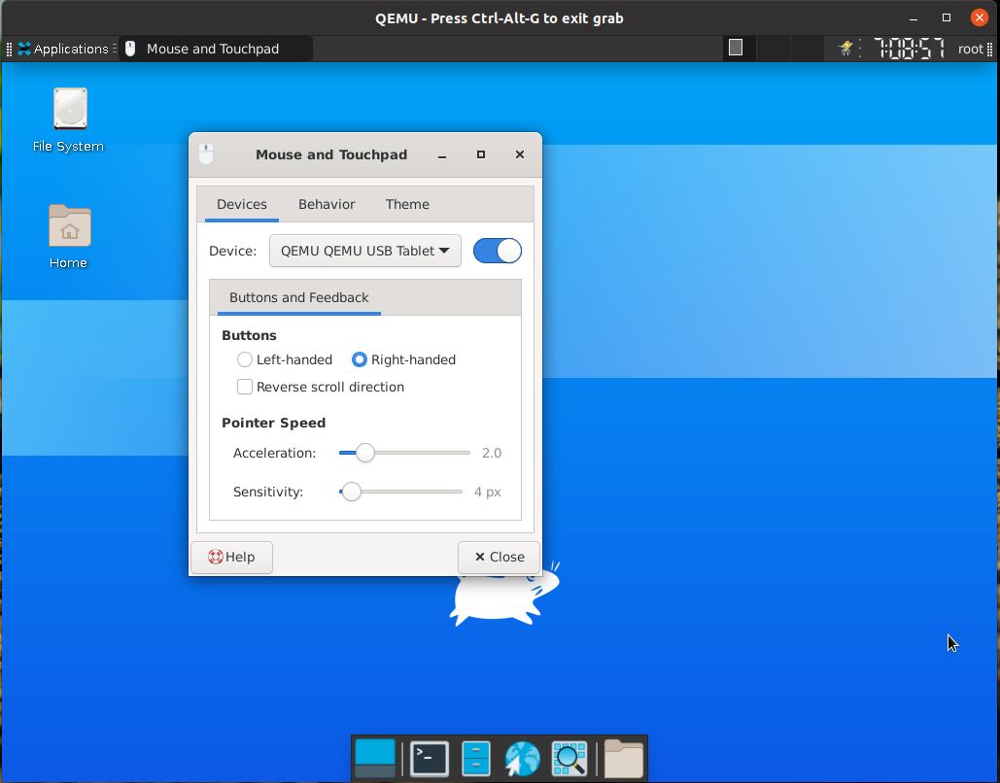 QEMU - Press Ctrl-Alt-G to exit grab
Applications Mouse and Touchpad 7:08:57 root
File System
Home
Mouse and Touchpad
Devices Behavior Theme
Device: QEMU QEMU USB Tablet
Buttons and Feedback
Buttons
Left-handed Right-handed
Reverse scroll direction
Pointer Speed
Acceleration: 2.0
Sensitivity: 4 px
Help Close